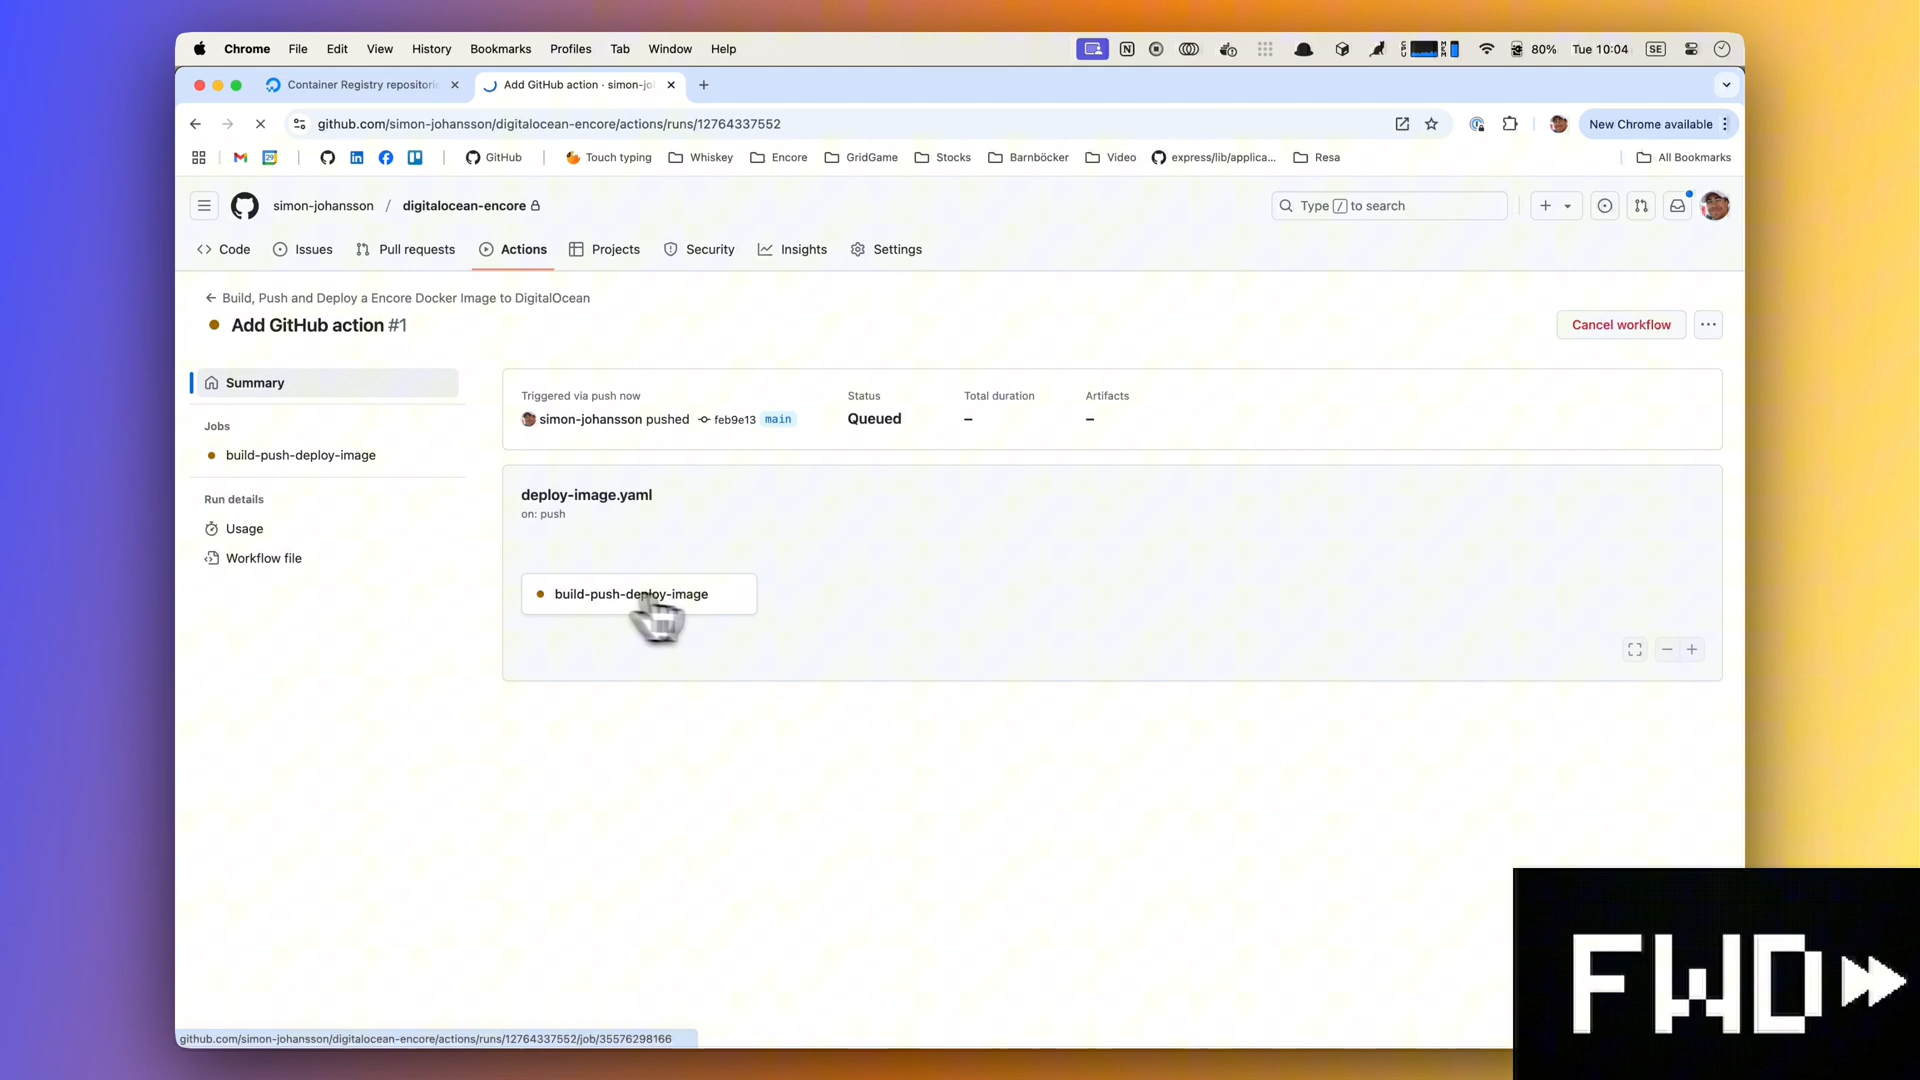 Chrome File Edit View History Bookmarks Profiles Tab Window Help
80% Tue 10:04 SE
Container Registry repositorie
Add GitHub action · simon-jo
github.com/simon-johansson/digitalocean-encore/actions/runs/12764337552
New Chrome available
GitHub Touch typing Whiskey Encore GridGame Stocks Barnböcker Video express/lib/applica... Resa All Bookmarks
simon-johansson / digitalocean-encore
Type / to search
Code Issues Pull requests Actions Projects Security Insights Settings
Build, Push and Deploy a Encore Docker Image to DigitalOcean
Add GitHub action #1
Cancel workflow
Summary
Jobs
build-push-deploy-image
Run details
Usage
Workflow file
Triggered via push now
simon-johansson pushed feb9e13 main
Status
Queued
Total duration
–
Artifacts
–
deploy-image.yaml
on: push
build-push-deploy-image
github.com/simon-johansson/digitalocean-encore/actions/runs/12764337552/job/35576298166
FWD